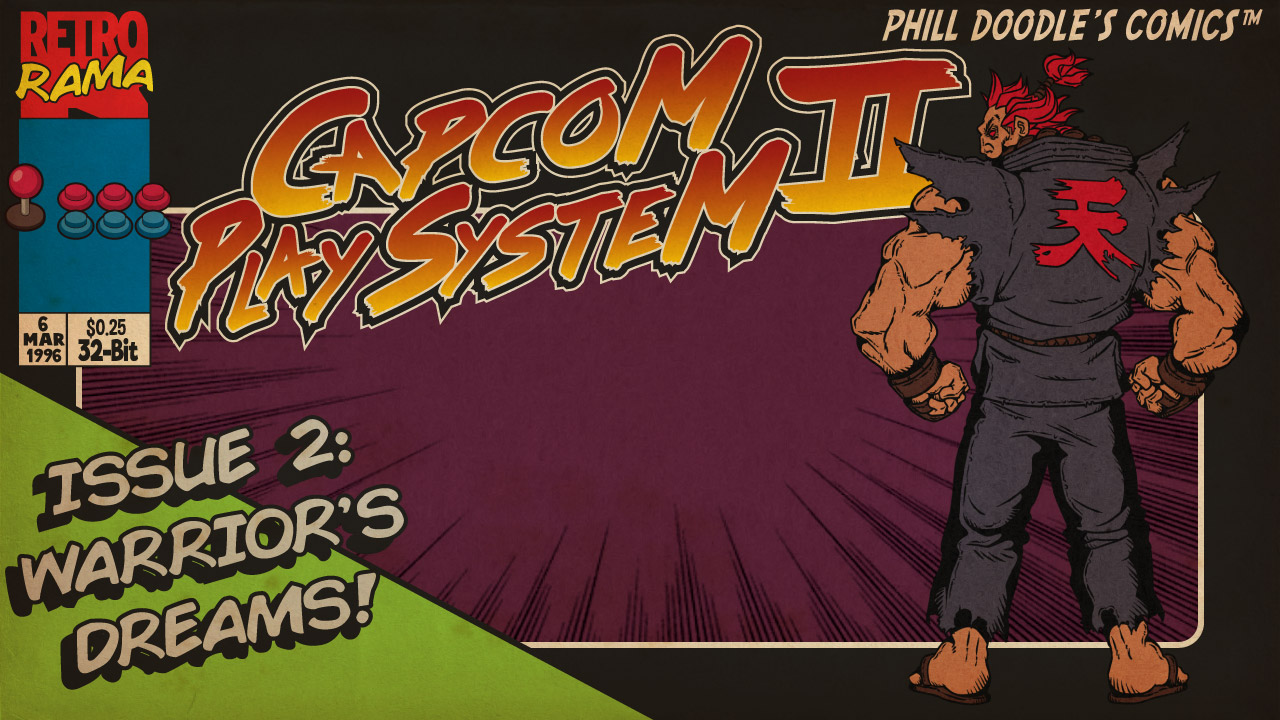 RETRO
RAMA
PHILL DOODLE'S COMICS™
CAPCOM
PLAY SYSTEM II
天
6
MAR
1996
$0.25
32-Bit
ISSUE 2:
WARRIOR'S
DREAMS!